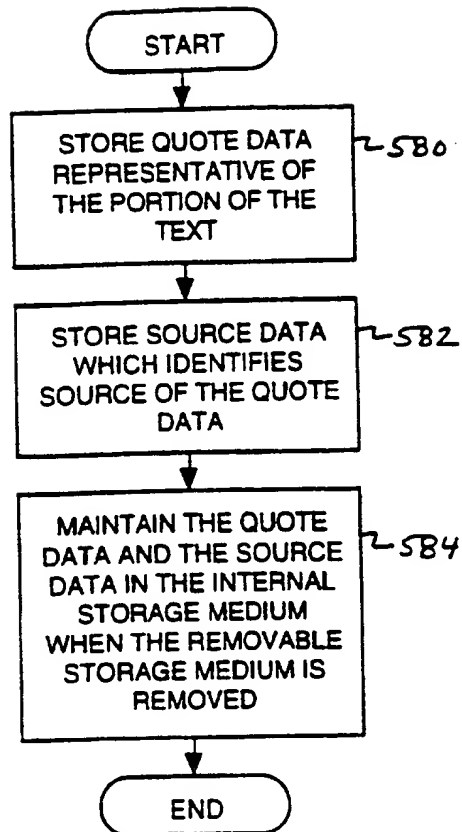 START
STORE QUOTE DATA
REPRESENTATIVE OF
THE PORTION OF THE
TEXT
580
STORE SOURCE DATA
WHICH IDENTIFIES
SOURCE OF THE QUOTE
DATA
582
MAINTAIN THE QUOTE
DATA AND THE SOURCE
DATA IN THE INTERNAL
STORAGE MEDIUM
WHEN THE REMOVABLE
STORAGE MEDIUM IS
REMOVED
584
END